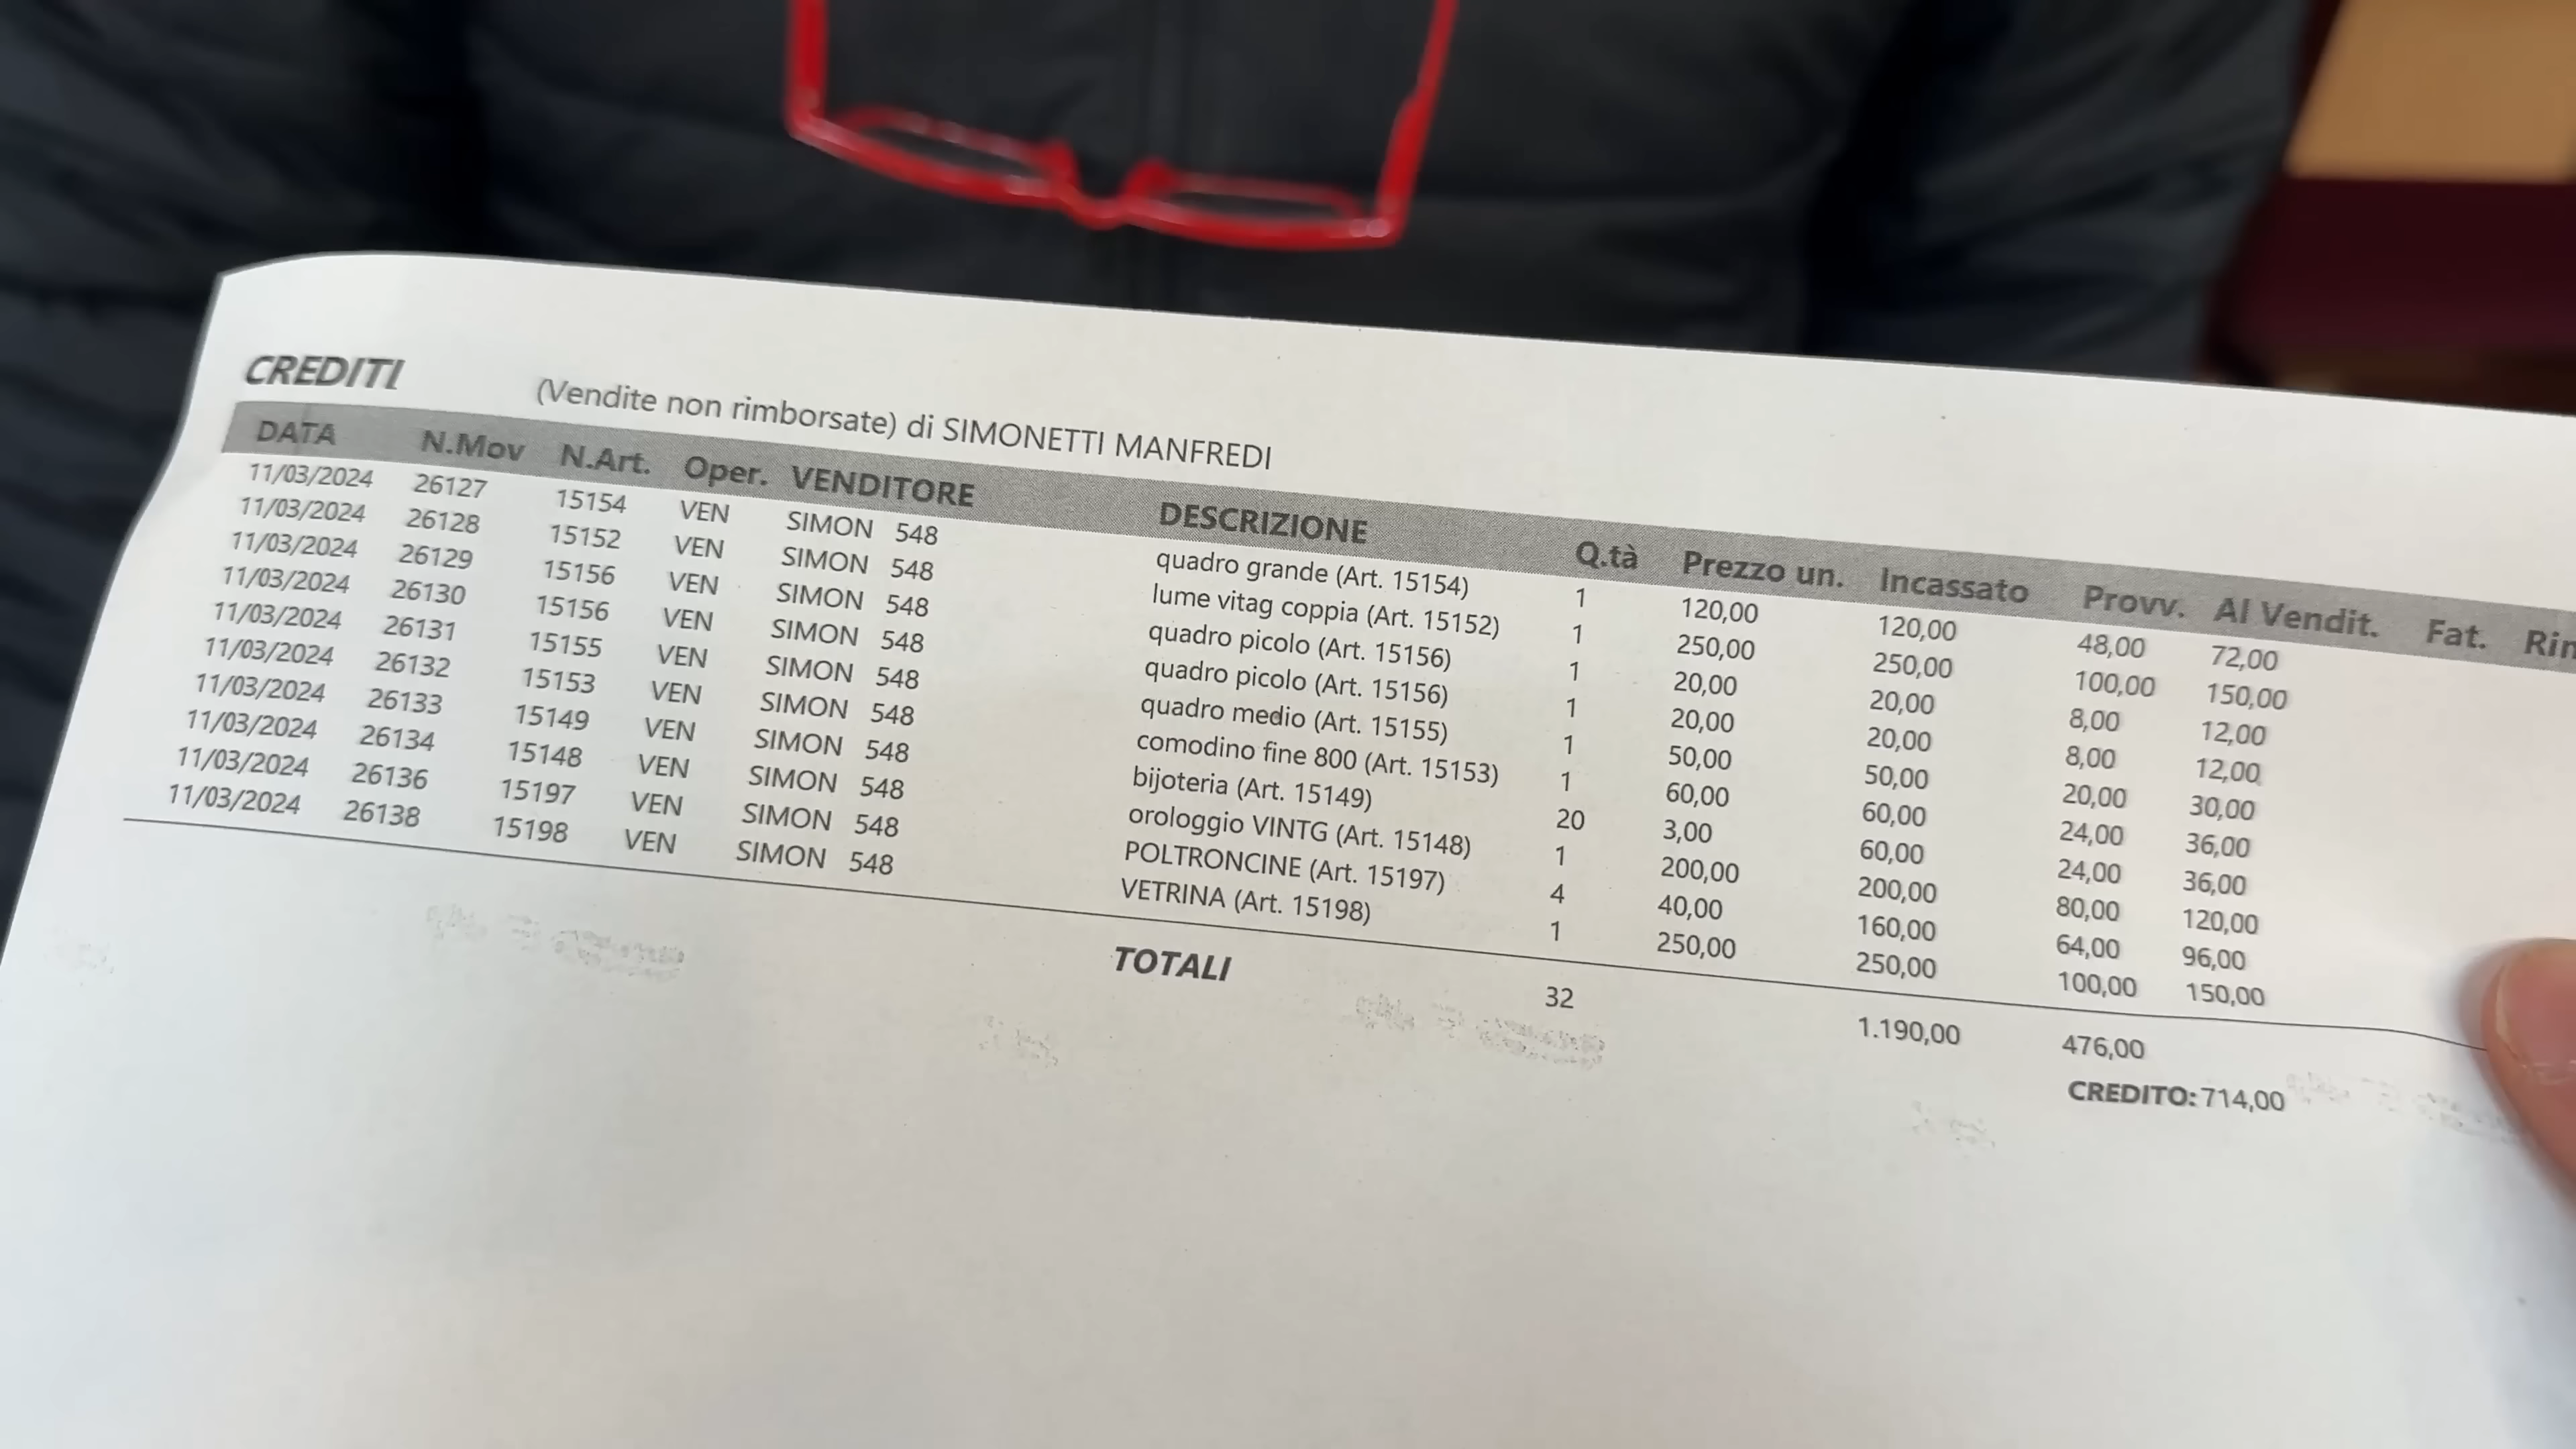 CREDITI (Vendite non rimborsate) di SIMONETTI MANFREDI
DATA N.Mov N.Art. Oper. VENDITORE DESCRIZIONE Q.tà Prezzo un. Incassato Provv. Al Vendit. Fat.
11/03/2024 26127 15154 VEN SIMON 548 quadro grande (Art. 15154) 1 120,00 120,00 48,00 72,00
11/03/2024 26128 15152 VEN SIMON 548 lume vitag coppia (Art. 15152) 1 250,00 250,00 100,00 150,00
11/03/2024 26129 15156 VEN SIMON 548 quadro picolo (Art. 15156) 1 20,00 20,00 8,00 12,00
11/03/2024 26130 15156 VEN SIMON 548 quadro picolo (Art. 15156) 1 20,00 20,00 8,00 12,00
11/03/2024 26131 15155 VEN SIMON 548 quadro medio (Art. 15155) 1 50,00 50,00 20,00 30,00
11/03/2024 26132 15153 VEN SIMON 548 comodino fine 800 (Art. 15153) 1 60,00 60,00 24,00 36,00
11/03/2024 26133 15149 VEN SIMON 548 bijoteria (Art. 15149) 20 3,00 60,00 24,00 36,00
11/03/2024 26134 15148 VEN SIMON 548 orologgio VINTG (Art. 15148) 1 200,00 200,00 80,00 120,00
11/03/2024 26136 15197 VEN SIMON 548 POLTRONCINE (Art. 15197) 4 40,00 160,00 64,00 96,00
11/03/2024 26138 15198 VEN SIMON 548 VETRINA (Art. 15198) 1 250,00 250,00 100,00 150,00
TOTALI 32 1.190,00 476,00
CREDITO: 714,00